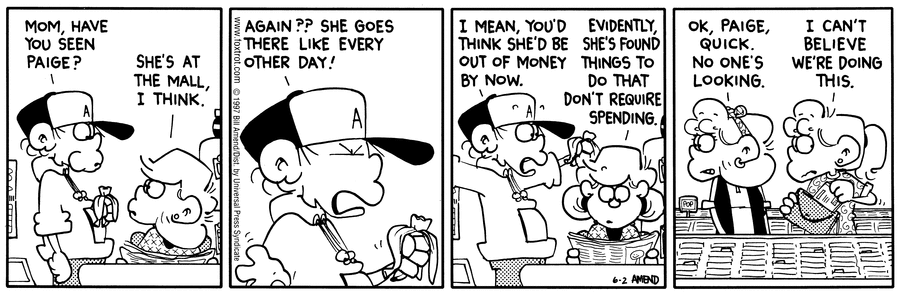 MOM, HAVE
YOU SEEN
PAIGE?
SHE'S AT
THE MALL,
I THINK.
www.foxtrot.com © 1997 Bill Amend/Dist. by Universal Press Syndicate
AGAIN?? SHE GOES
THERE LIKE EVERY
OTHER DAY!
A
I MEAN, YOU'D
THINK SHE'D BE
OUT OF MONEY
BY NOW.
A
EVIDENTLY,
SHE'S FOUND
THINGS TO
DO THAT
DON'T REQUIRE
SPENDING.
6-2 AMEND
OK, PAIGE,
QUICK.
NO ONE'S
LOOKING.
I CAN'T
BELIEVE
WE'RE DOING
THIS.
POP